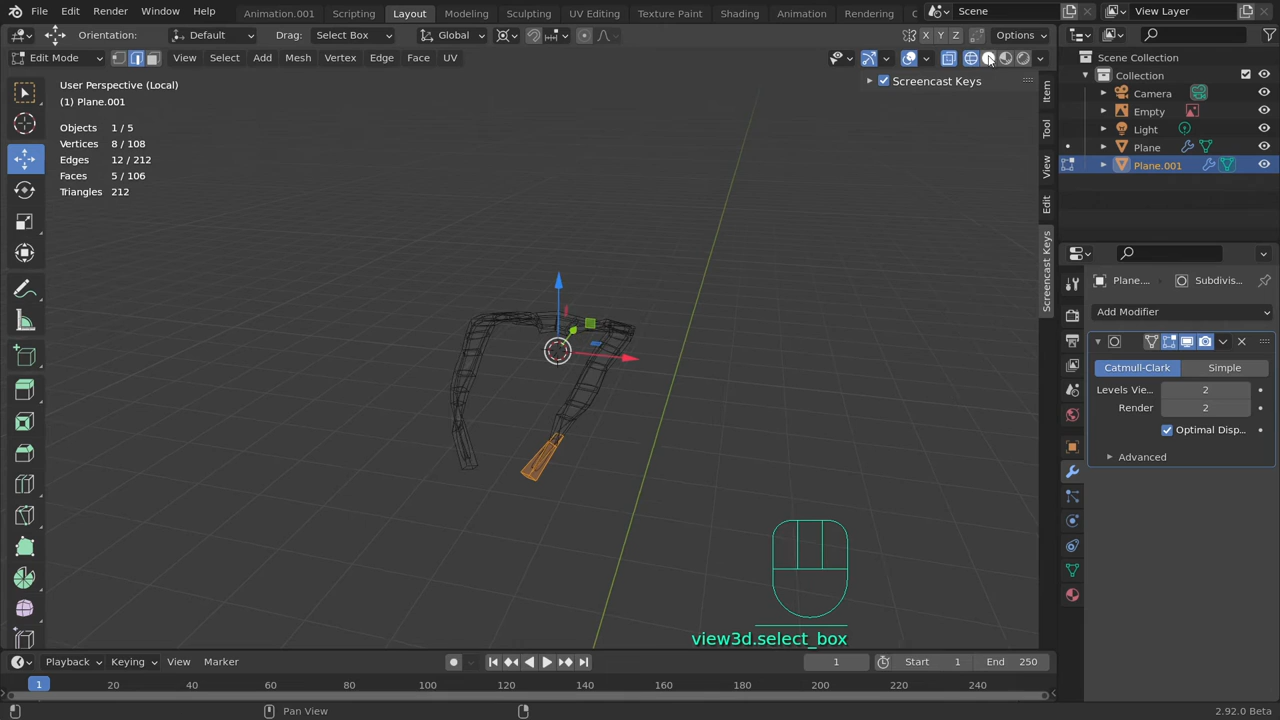 File Edit Render Window Help Animation.001 Scripting Layout Modeling Sculpting UV Editing Texture Paint Shading Animation Rendering Scene View Layer
Orientation: Default Drag: Select Box Global X Y Z Options
Edit Mode View Select Add Mesh Vertex Edge Face UV
User Perspective (Local)
(1) Plane.001
Objects 1 / 5
Vertices 8 / 108
Edges 12 / 212
Faces 5 / 106
Triangles 212
Screencast Keys
Item
Tool
View
Edit
Screencast Keys
Scene Collection
Collection
Camera
Empty
Light
Plane
Plane.001
Plane.... Subdivis...
Add Modifier
Catmull-Clark Simple
Levels Vie... 2
Render 2
Optimal Disp...
Advanced
view3d.select_box
Playback Keying View Marker 1 Start 1 End 250
1 20 40 60 80 100 120 140 160 180 200 220 240
Pan View 2.92.0 Beta